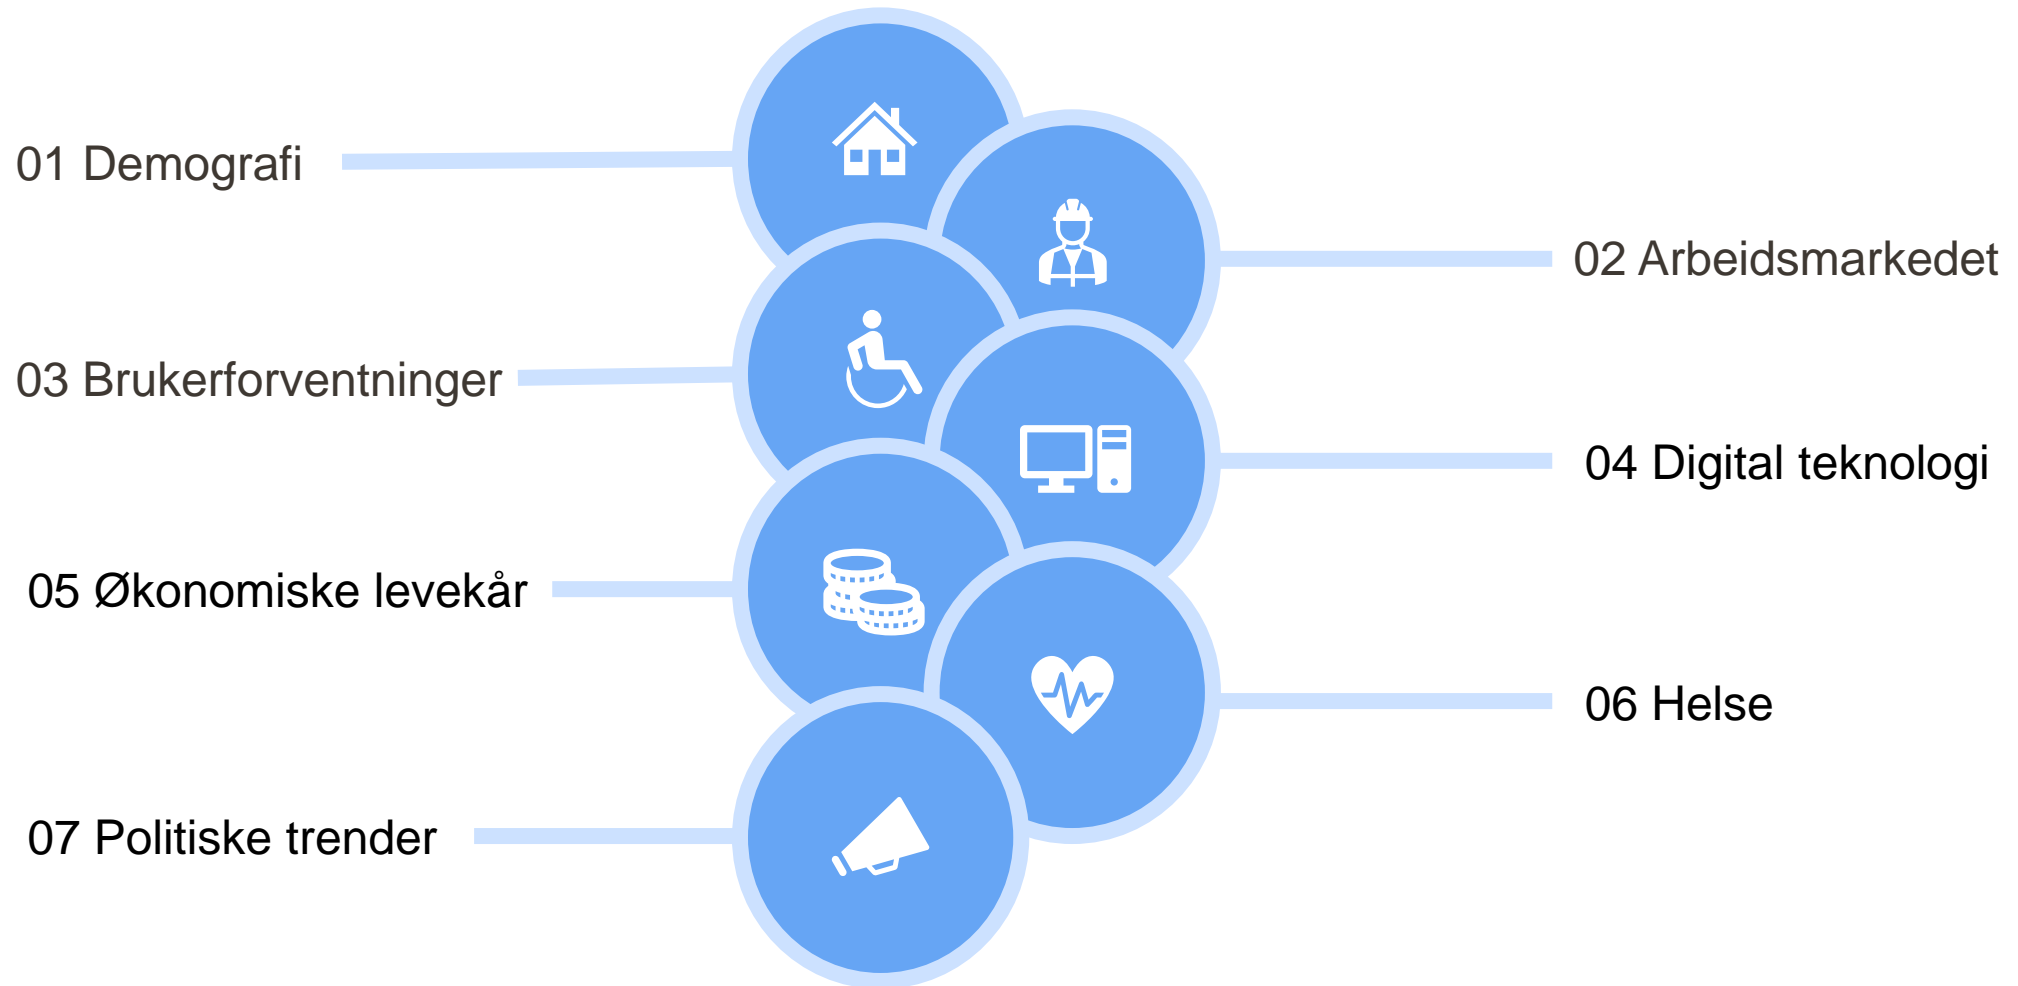 01 Demografi
02 Arbeidsmarkedet
03 Brukerforventninger
04 Digital teknologi
05 Økonomiske levekår
06 Helse
07 Politiske trender